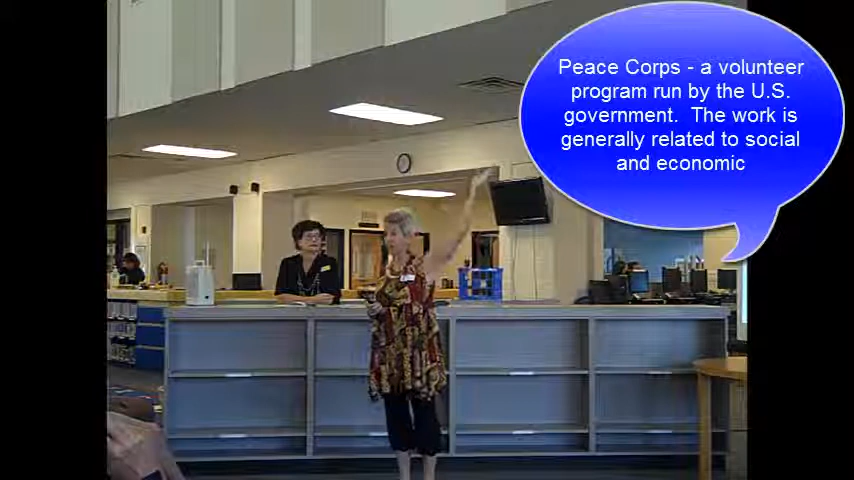 Peace Corps - a volunteer
program run by the U.S.
government.  The work is
generally related to social
and economic